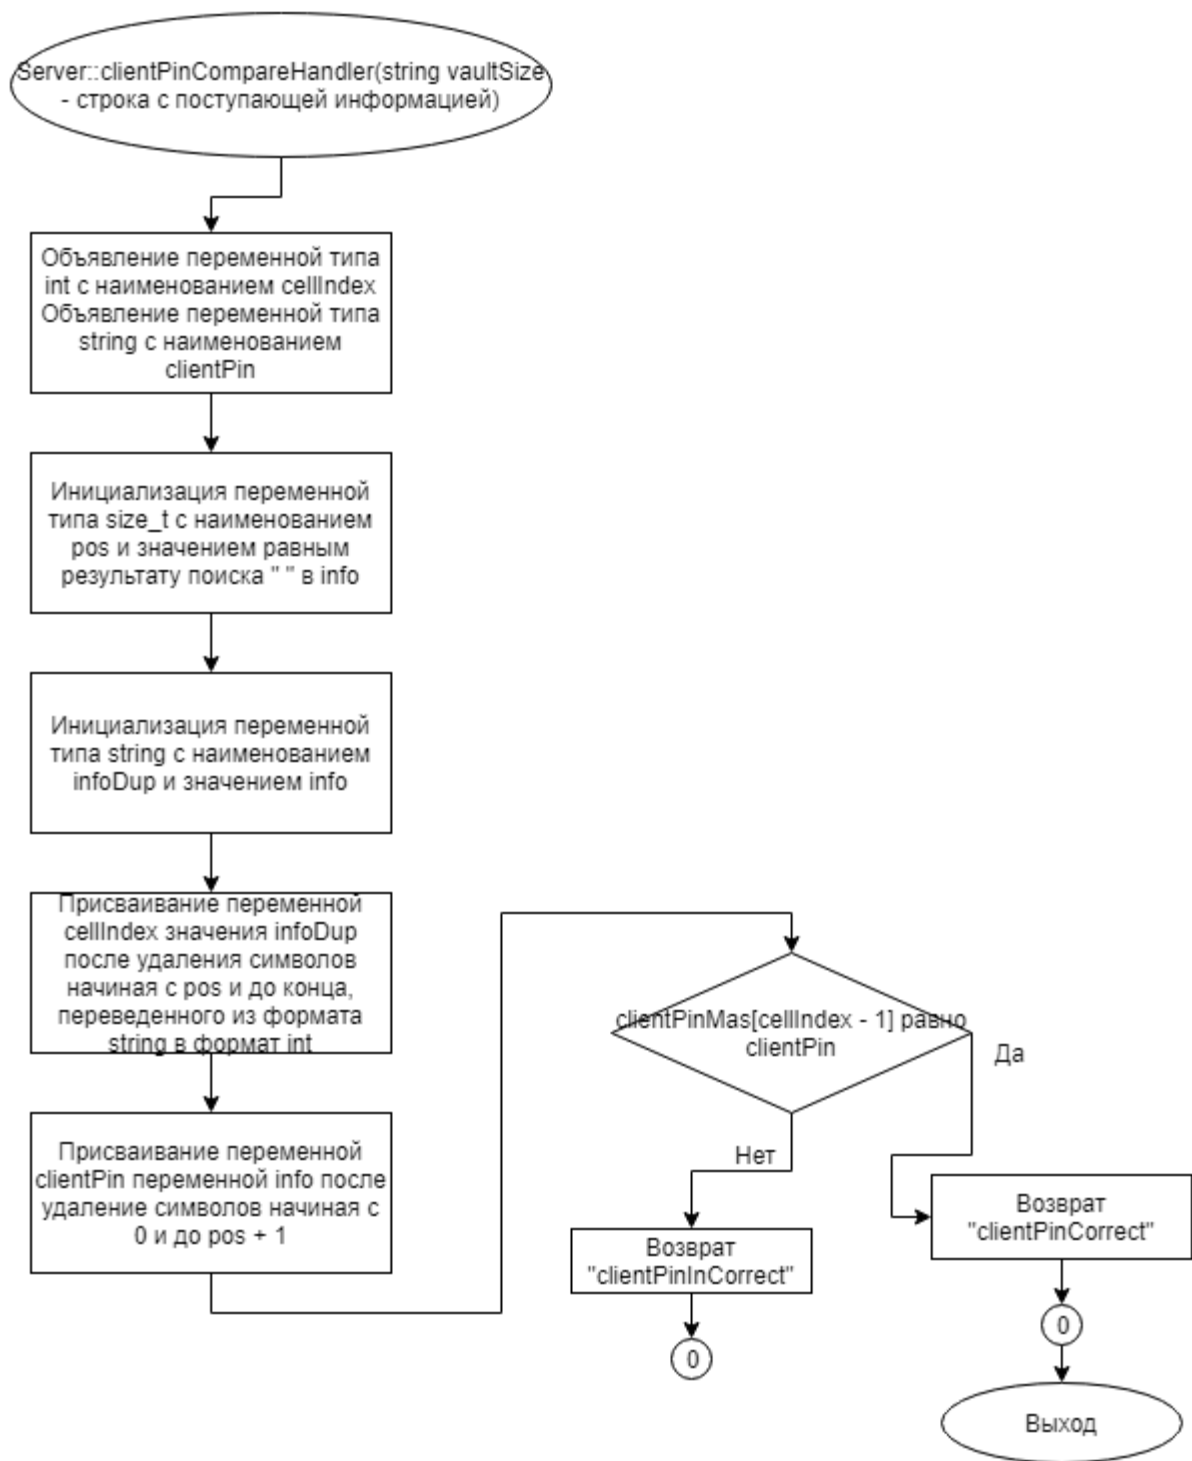 Server::clientPinCompareHandler(string vaultSize
- строка с поступающей информацией)
Объявление переменной типа
int с наименованием cellIndex
Объявление переменной типа
string с наименованием
clientPin
Инициализация переменной
типа size_t с наименованием
pos и значением равным
результату поиска " " в info
Инициализация переменной
типа string с наименованием
infoDup и значением info
Присваивание переменной
cellIndex значения infoDup
после удаления символов
начиная с pos и до конца,
переведенного из формата
string в формат int
Присваивание переменной
clientPin переменной info после
удаление символов начиная с
0 и до pos + 1
clientPinMas[cellIndex - 1] равно
clientPin
Да
Нет
Возврат
"clientPinCorrect"
Возврат
"clientPinInCorrect"
0
0
Выход